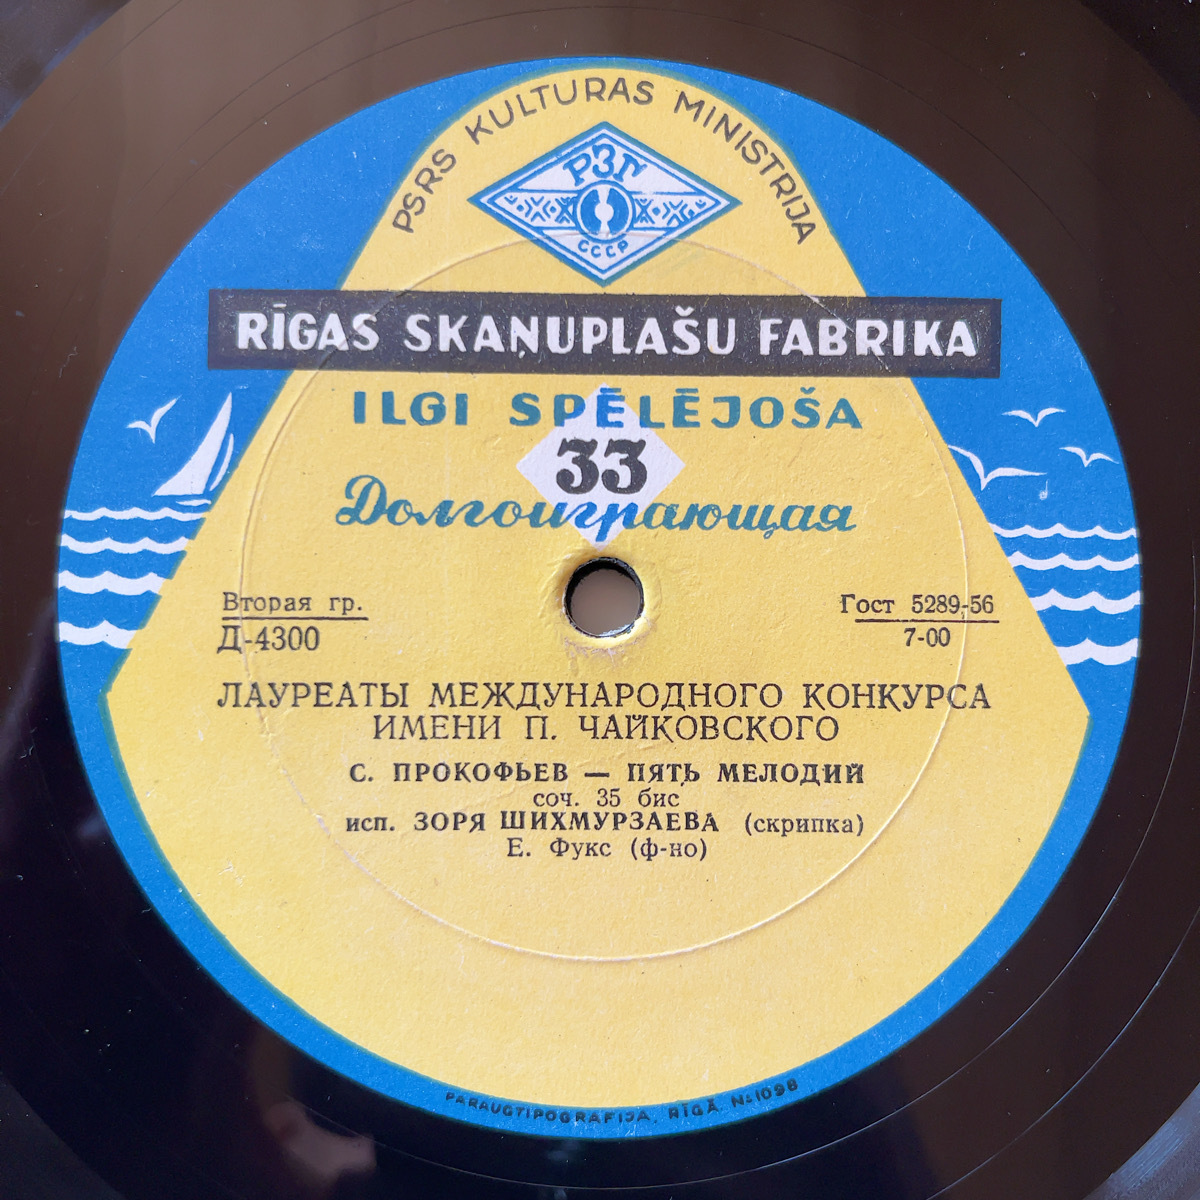 PSRS KULTURAS MINISTRIJA
РЗГ
СССР
RĪGAS SKAŅUPLAŠU FABRIKA
ILGI SPĒLĒJOŠA
33
Долгоиграющая
Вторая гр.
Д-4300
Гост 5289-56
7-00
ЛАУРЕАТЫ МЕЖДУНАРОДНОГО КОНКУРСА
ИМЕНИ П. ЧАЙКОВСКОГО
С. ПРОКОФЬЕВ — ПЯТЬ МЕЛОДИЙ
соч. 35 бис
исп. ЗОРЯ ШИХМУРЗАЕВА (скрипка)
Е. Фукс (ф-но)
PARAUGTIPOGRAFIJA, RĪGĀ. № 1098